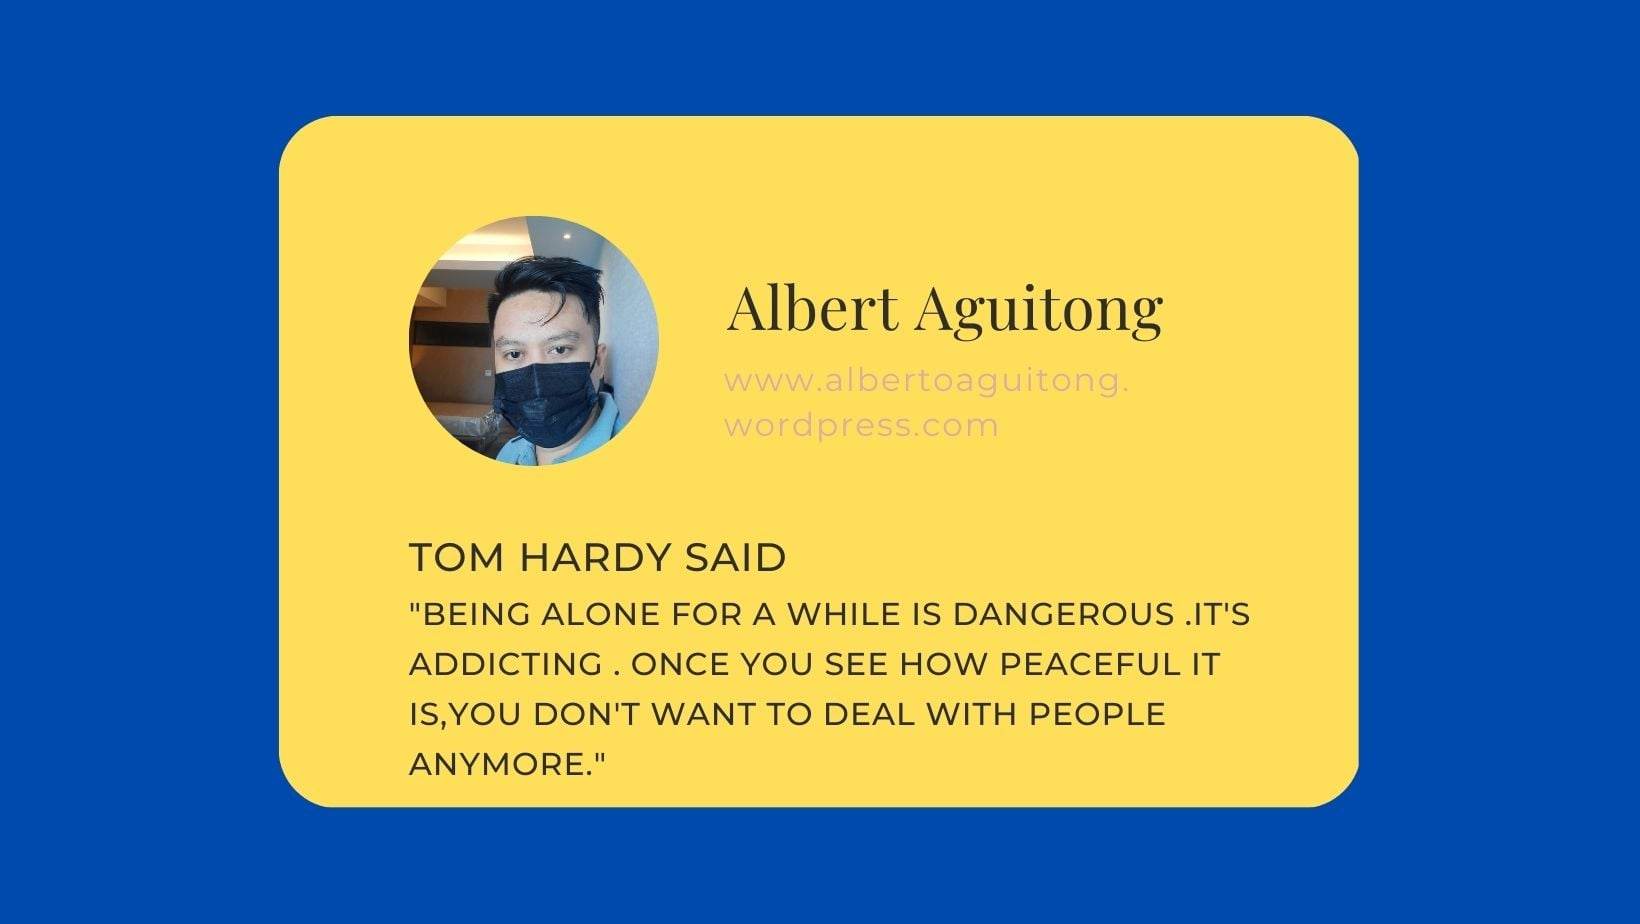 Albert Aguitong
www.albertoaguitong.
wordpress.com
TOM HARDY SAID
"BEING ALONE FOR A WHILE IS DANGEROUS .IT'S
ADDICTING . ONCE YOU SEE HOW PEACEFUL IT
IS,YOU DON'T WANT TO DEAL WITH PEOPLE
ANYMORE."